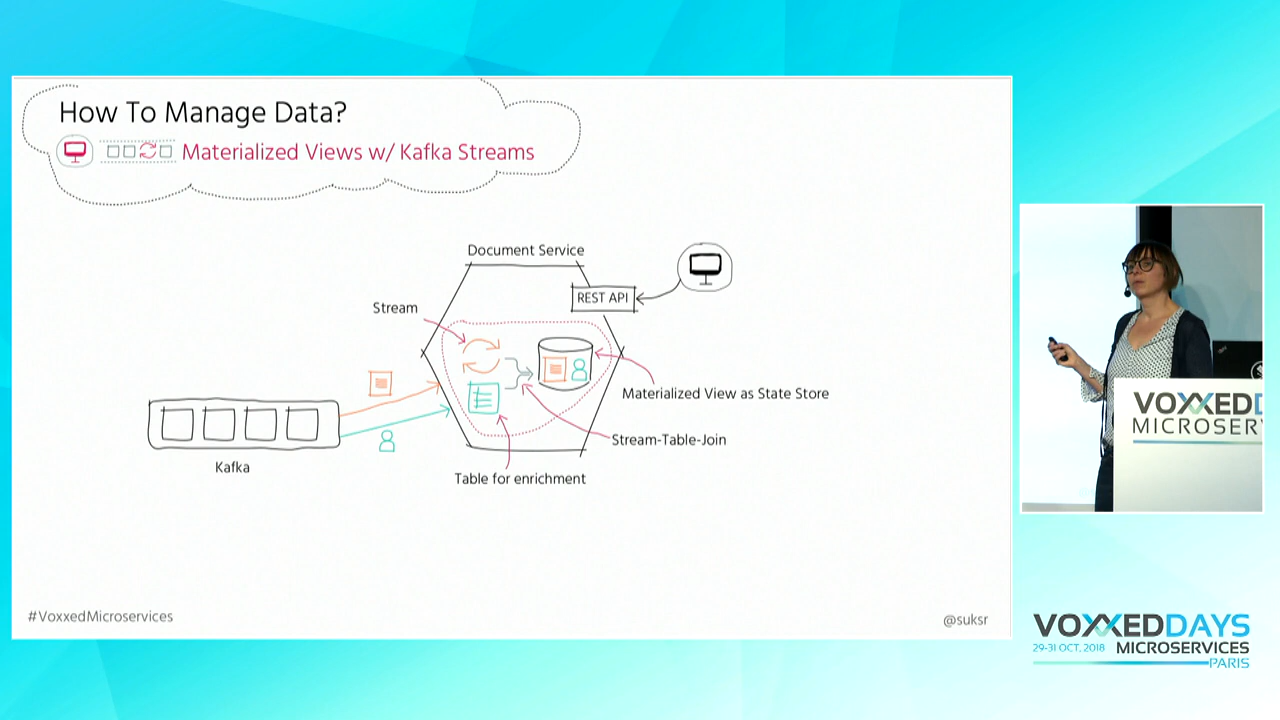 How To Manage Data?
Materialized Views w/ Kafka Streams
Document Service
REST API
Stream
Materialized View as State Store
Stream-Table-Join
Kafka
Table for enrichment
#VoxxedMicroservices
@suksr
VOXXED
MICROSER
VOXXEDDAYS
29-31 OCT, 2018 MICROSERVICES
PARIS